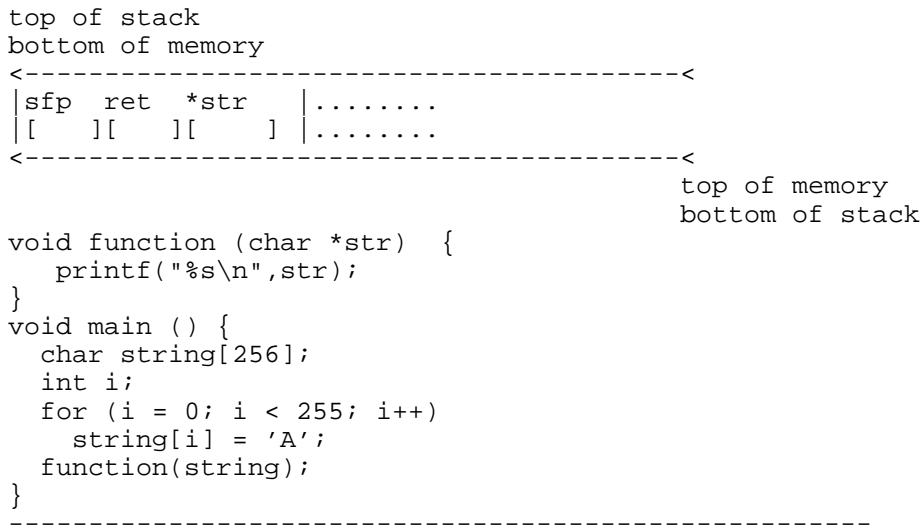 top of stack
bottom of memory
<-----------------------------------------<
|sfp  ret  *str   |........
|[   ][   ][    ] |........
<-----------------------------------------<
                                          top of memory
                                          bottom of stack
void function (char *str)  {
   printf("%s\n",str);
}
void main () {
  char string[256];
  int i;
  for (i = 0; i < 255; i++)
    string[i] = 'A';
  function(string);
}
------------------------------------------------------